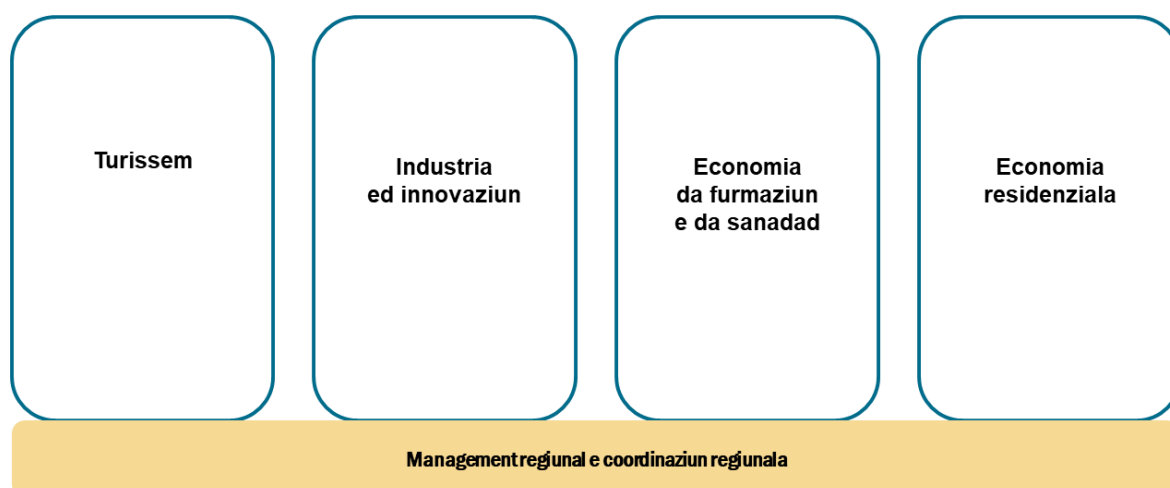 Turissem
Industria
ed innovaziun
Economia
da furmaziun
e da sanadad
Economia
residenziala
Management regiunal e coordinaziun regiunala